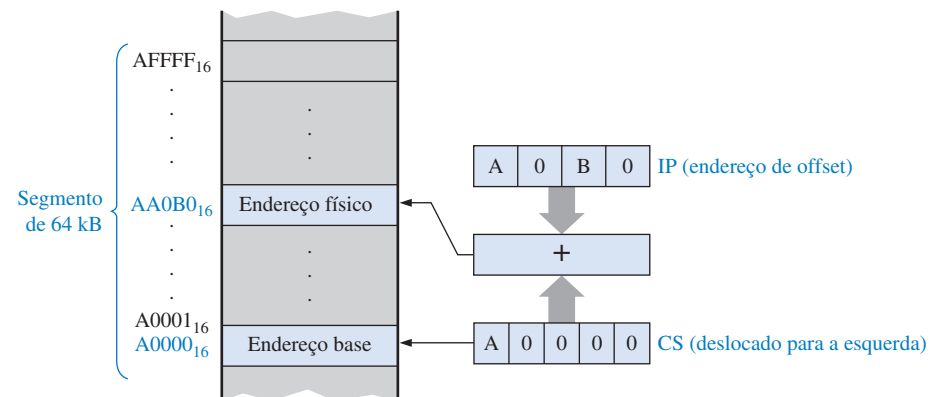 AFFFF₁₆
.
.
.
.
.
.
.
A 0 B 0 IP (endereço de offset)
Segmento
de 64 kB
AA0B0₁₆ Endereço físico
+
.
.
.
.
.
.
.
A0001₁₆
A0000₁₆ Endereço base
A 0 0 0 0 CS (deslocado para a esquerda)